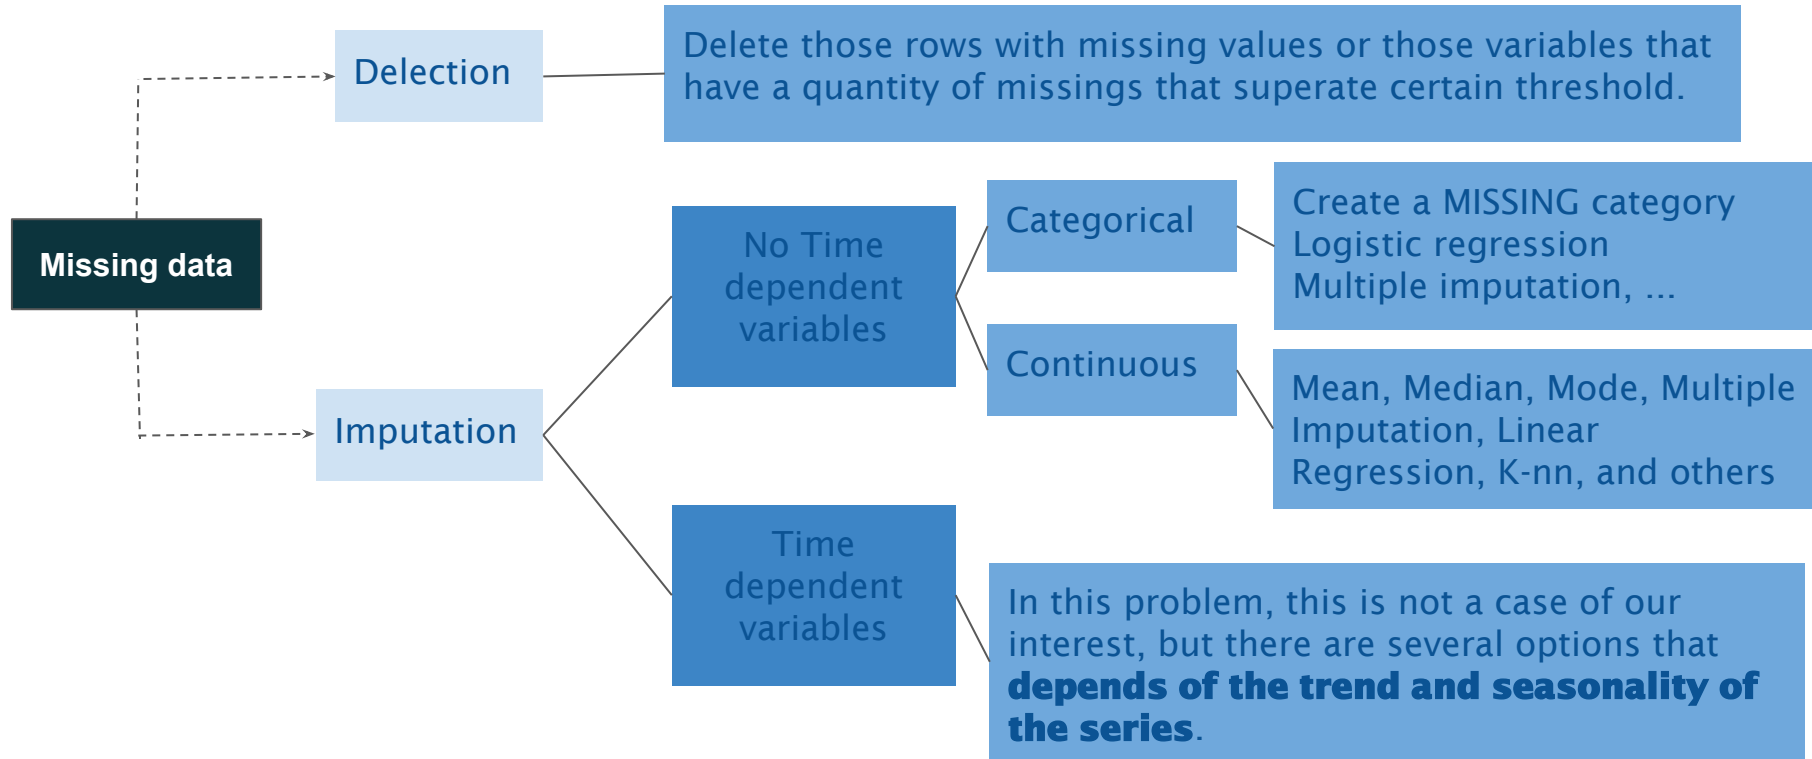 Delection
Delete those rows with missing values or those variables that
have a quantity of missings that superate certain threshold.
Missing data
Imputation
No Time
dependent
variables
Categorical
Create a MISSING category
Logistic regression
Multiple imputation, ...
Continuous
Mean, Median, Mode, Multiple
Imputation, Linear
Regression, K-nn, and others
Time
dependent
variables
In this problem, this is not a case of our
interest, but there are several options that
depends of the trend and seasonality of
the series.